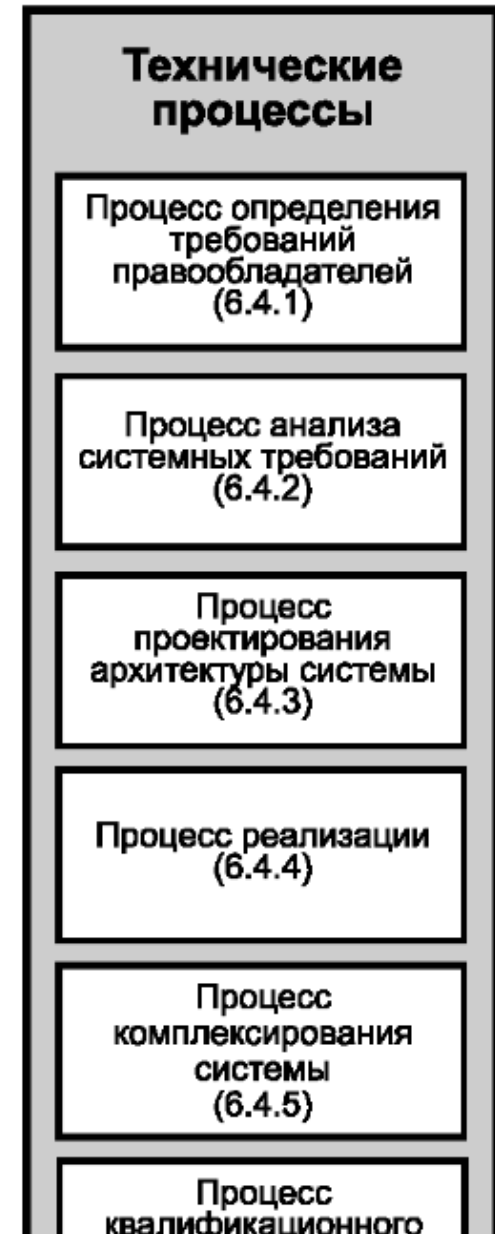 Технические
процессы
Процесс определения
требований
правообладателей
(6.4.1)
Процесс анализа
системных требований
(6.4.2)
Процесс
проектирования
архитектуры системы
(6.4.3)
Процесс реализации
(6.4.4)
Процесс
комплексирования
системы
(6.4.5)
Процесс
квалификационного